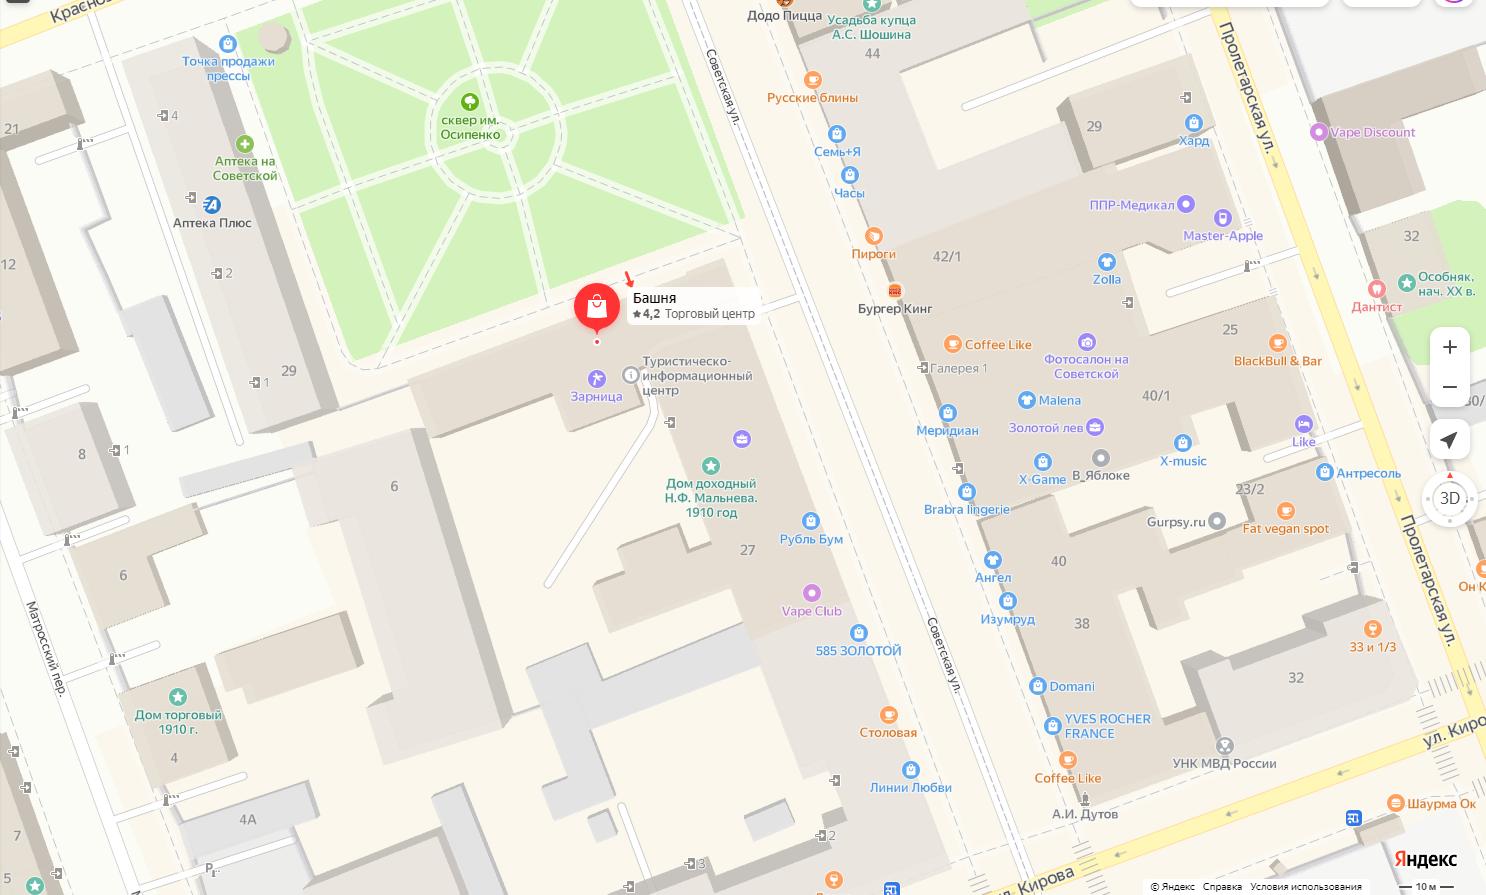 Додо Пицца
Усадьба купца
А.С. Шошина
44
Точка продажи
прессы
Советская ул.
Пролетарская ул.
Русские блины
4
21
сквер им.
Осипенко
29
Хард
Vape Discount
Семь+Я
Аптека на
Советской
Часы
ППР-Медикал
Аптека Плюс
Master-Apple
32
42/1
Пироги
12
2
Zolla
Особняк,
нач. XX в.
Башня
4,2 Торговый центр
Бургер Кинг
Дантист
25
Coffee Like
Фотосалон на
Советской
BlackBull & Bar
Туристическо-
информационный
центр
Галерея 1
29
1
Зарница
40/1
Malena
Меридиан
Золотой лев
Like
8
1
X-music
X-Game
В_Яблоке
Антресоль
6
Дом доходный
Н.Ф. Мальнева.
1910 год
23/2
3D
Brabra lingerie
Gurpsy.ru
Fat vegan spot
Рубль Бум
27
40
Пролетарская ул.
6
Ангел
Матросский пер.
Vape Club
Изумруд
38
Советская ул.
585 ЗОЛОТОЙ
33 и 1/3
32
Domani
Дом торговый
1910 г.
YVES ROCHER
FRANCE
Столовая
4
УНК МВД России
Coffee Like
Линии Любви
А.И. Дутов
Шаурма Ок
4А
7
2
3
Яндекс
ул. Кирова
© Яндекс Справка Условия использования
10 м